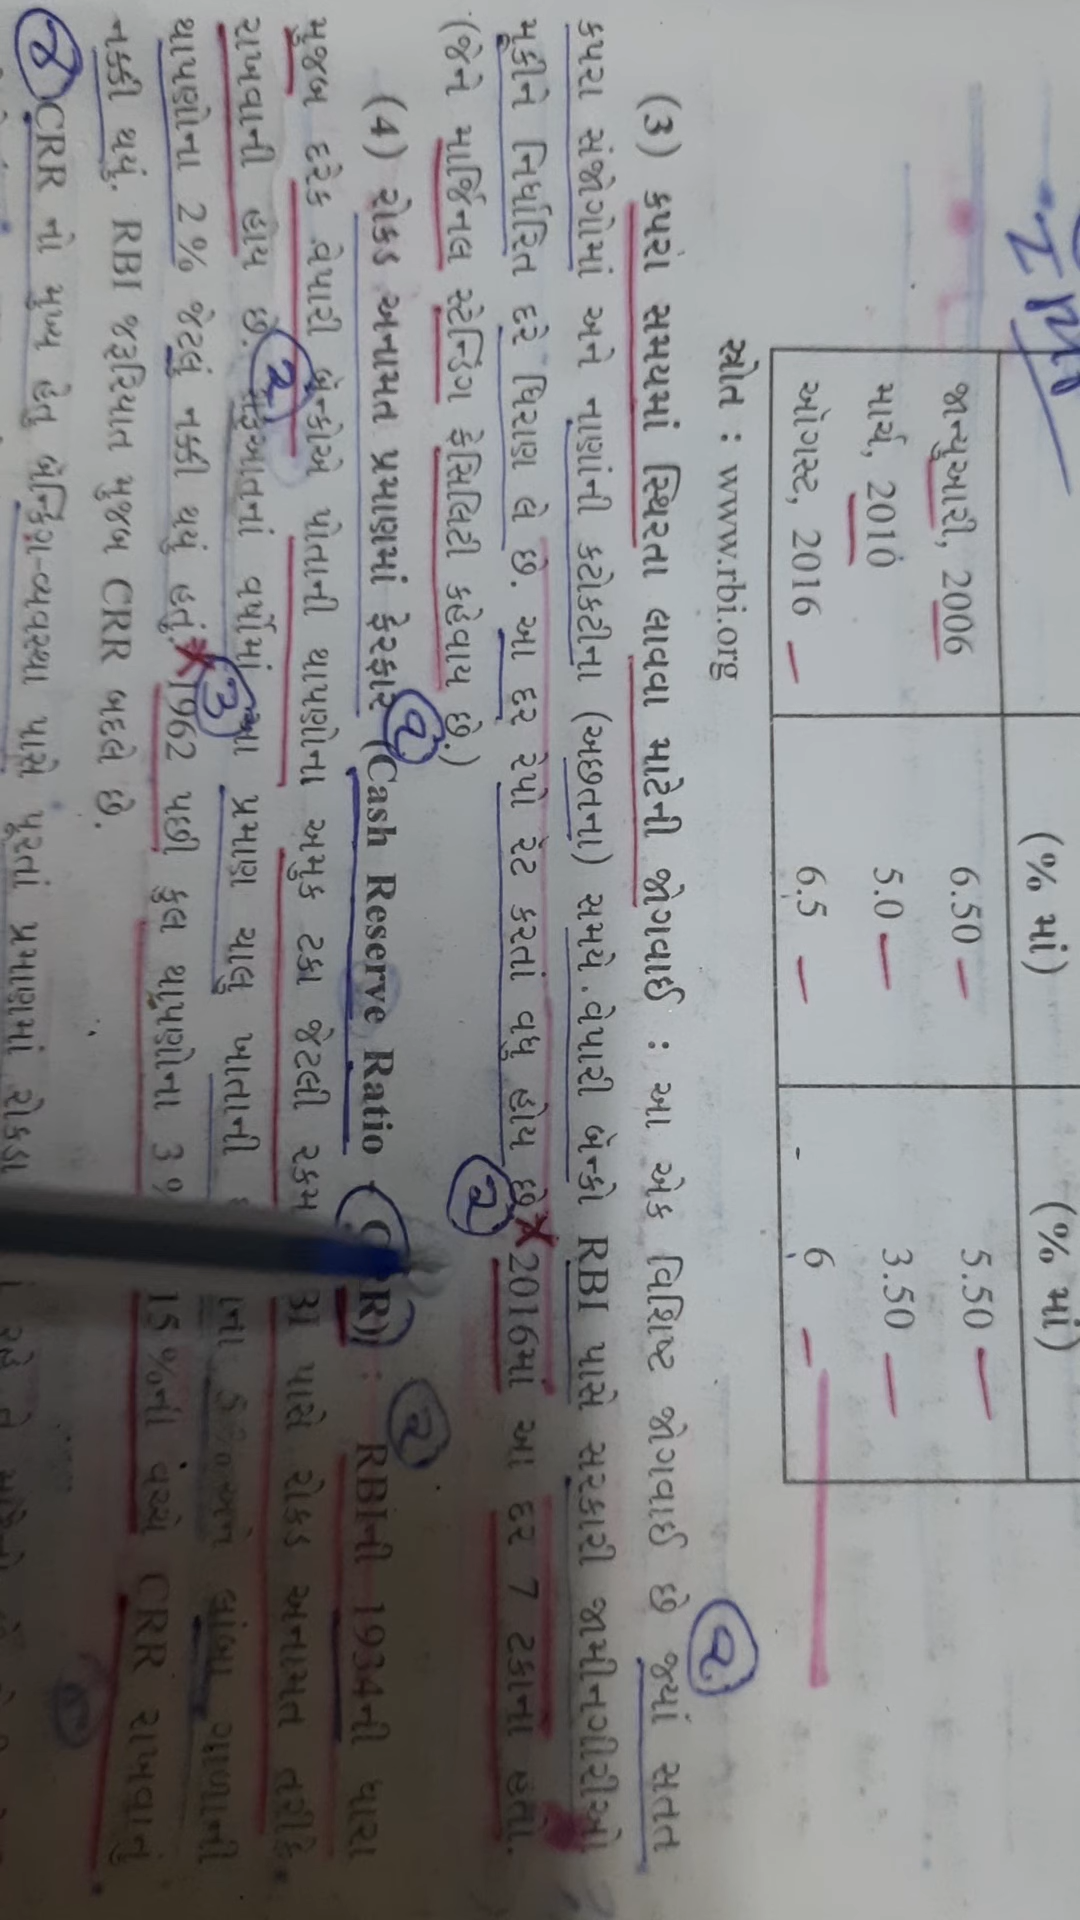 IMP
(% માં) (% માં)
જાન્યુઆરી, 2006 6.50 5.50
માર્ચ, 2010 5.0 3.50
ઑગસ્ટ, 2016 6.5 6
સ્રોત : www.rbi.org
(3) કપરા સમયમાં સ્થિરતા લાવવા માટેની જોગવાઈ : આ એક વિશિષ્ટ જોગવાઈ છે જ્યાં સતત
કપરા સંજોગોમાં અને નાણાંની કટોકટીના (અછતના) સમયે વેપારી બેન્કો RBI પાસે સરકારી જામીનગીરીઓ
મૂકીને નિર્ધારિત દરે ધિરાણ લે છે. આ દર રેપો રેટ કરતાં વધુ હોય છે 2016માં આ દર 7 ટકાના હતો.
(જેને માર્જિનલ સ્ટેન્ડિંગ ફેસિલિટી કહેવાય છે.)
(4) રોકડ અનામત પ્રમાણમાં ફેરફાર (Cash Reserve Ratio : RBIની 1934ની ધારા
મુજબ દરેક વેપારી બેન્કોએ પોતાની થાપણોના અમુક ટકા જેટલી રકમ પાસે રોકડ અનામત તરીકે
રાખવાની હોય છે. શરૂઆતનાં વર્ષોમાં આ પ્રમાણ ચાલુ ખાતાની 5% અને લાંબા ગાળાની
થાપણોના 2% જેટલું નક્કી થયું હતું. 1962 પછી કુલ થાપણોના 3% 15%ની વચ્ચે CRR રાખવાનું
નક્કી થયું. RBI જરૂરિયાત મુજબ CRR બદલે છે.
CRR નો મુખ્ય હેતુ બૅન્કિંગ-વ્યવસ્થા પાસે પૂરતાં પ્રમાણમાં રોકડ